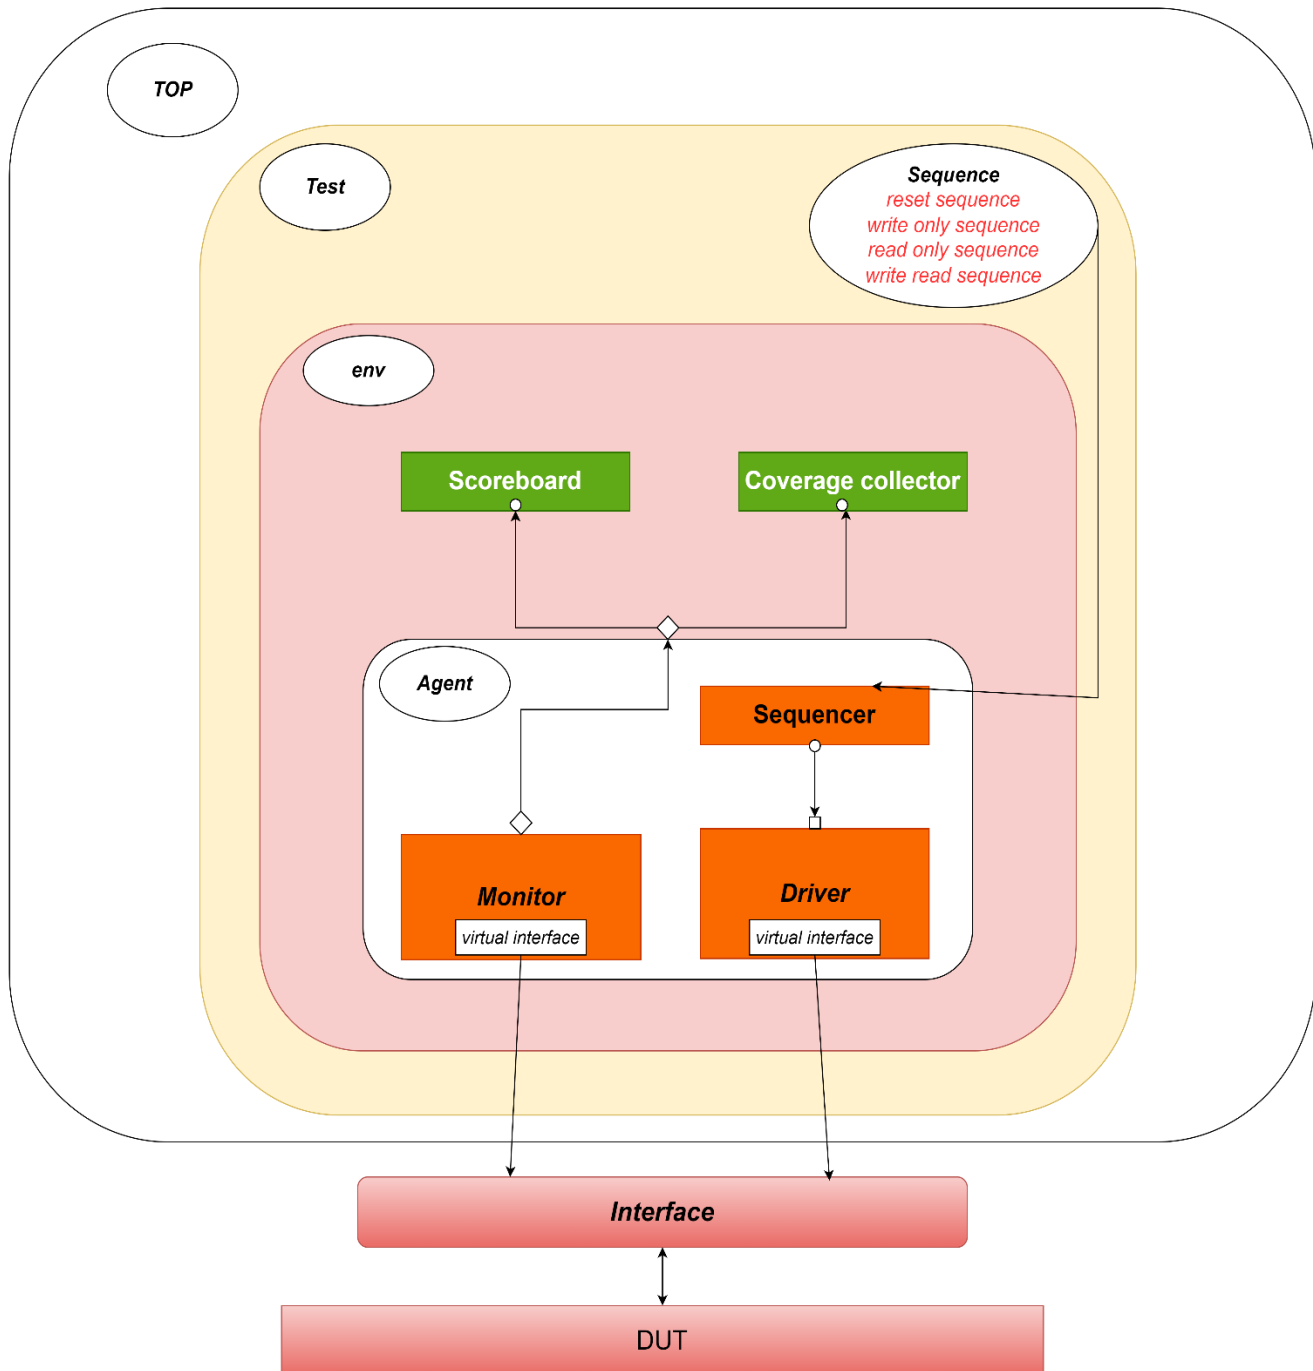 TOP
Test
Sequence
reset sequence
write only sequence
read only sequence
write read sequence
env
Scoreboard
Coverage collector
Agent
Sequencer
Monitor
virtual interface
Driver
virtual interface
Interface
DUT